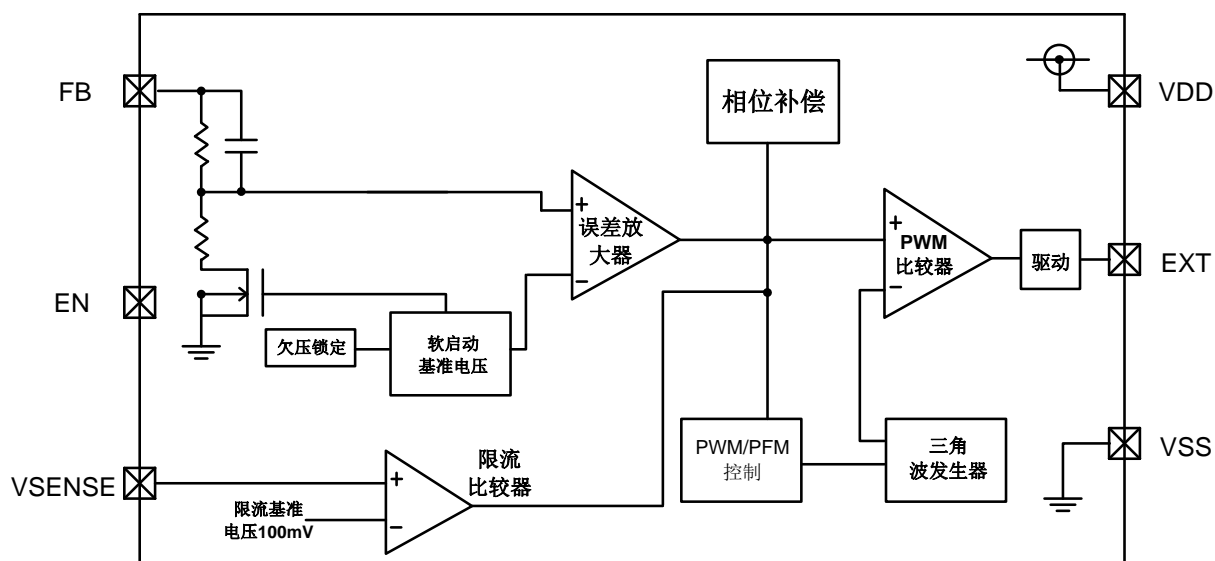 FB
VDD
相位补偿
+
误差放
大器
−
+
PWM
比较器
−
驱动
EXT
EN
欠压锁定
软启动
基准电压
VSENSE
+
限流
比较器
限流基准
电压100mV
−
PWM/PFM
控制
三角
波发生器
VSS